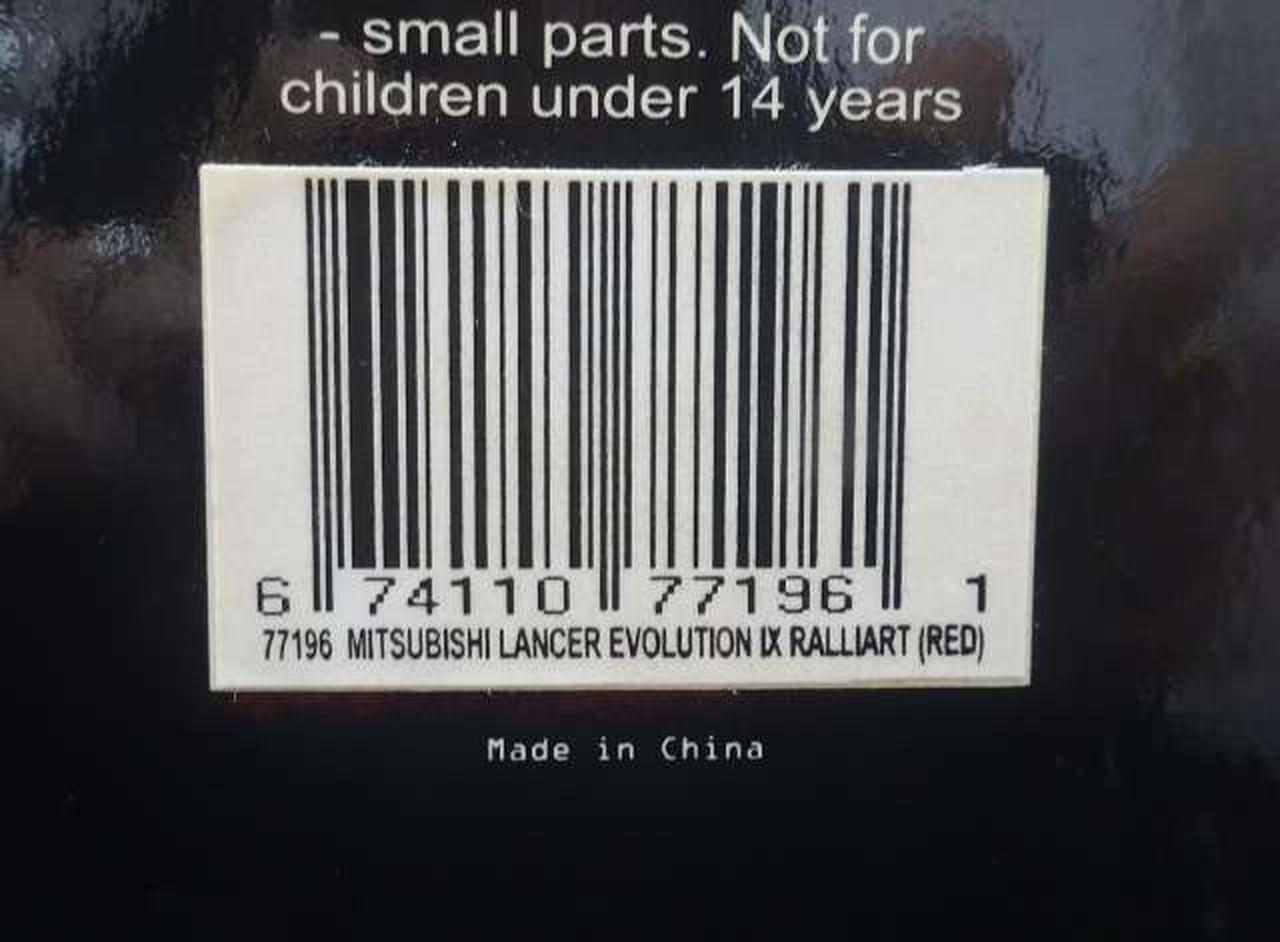 - small parts. Not for
children under 14 years
6 74110 77196 1
77196 MITSUBISHI LANCER EVOLUTION IX RALLIART (RED)
Made in China